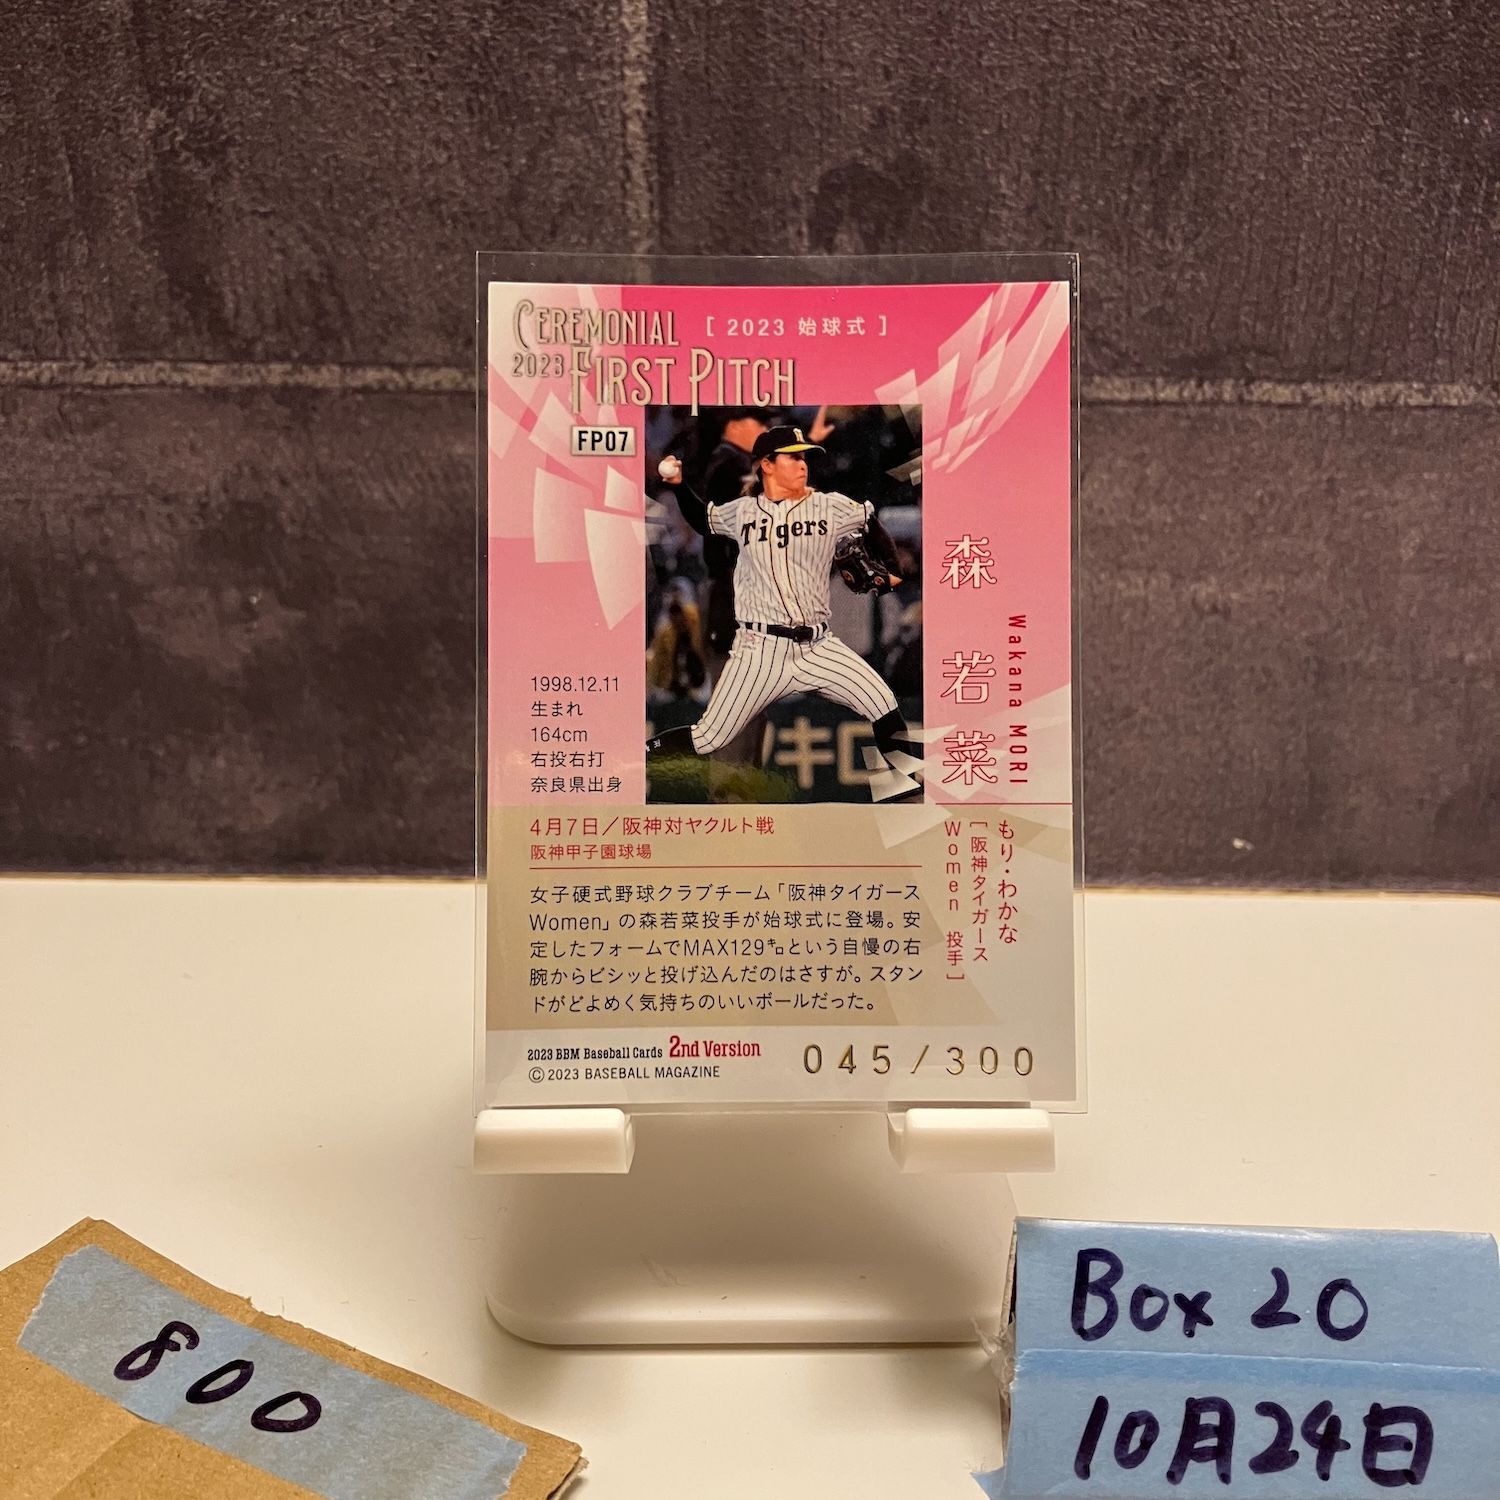 CEREMONIAL
2023 FIRST PITCH
[ 2023 始球式 ]
FP07
Tigers
キロ
1998.12.11
生まれ
164cm
右投右打
奈良県出身
森 若菜
Wakana MORI
もり・わかな
[阪神タイガース
Women 投手]
4月7日／阪神対ヤクルト戦
阪神甲子園球場
女子硬式野球クラブチーム「阪神タイガース
Women」の森若菜投手が始球式に登場。安
定したフォームでMAX129㌔という自慢の右
腕からビシッと投げ込んだのはさすが。スタン
ドがどよめく気持ちのいいボールだった。
2023 BBM Baseball Cards 2nd Version
©2023 BASEBALL MAGAZINE
045/300
800
Box 20
10月24日